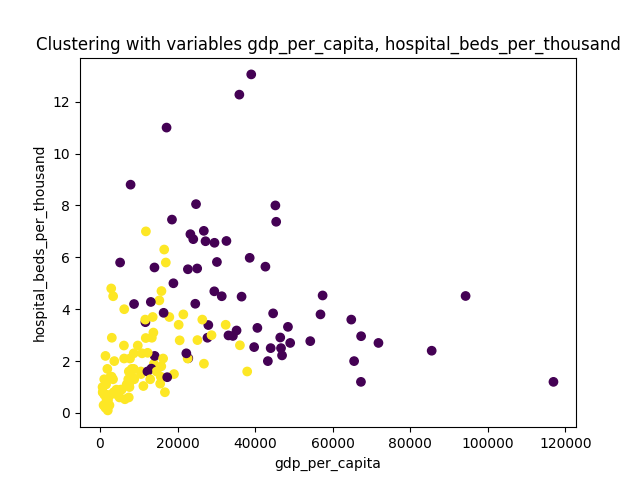 Clustering with variables gdp_per_capita, hospital_beds_per_thousand
12
10
8
6
4
2
0
hospital_beds_per_thousand
0 20000 40000 60000 80000 100000 120000
gdp_per_capita